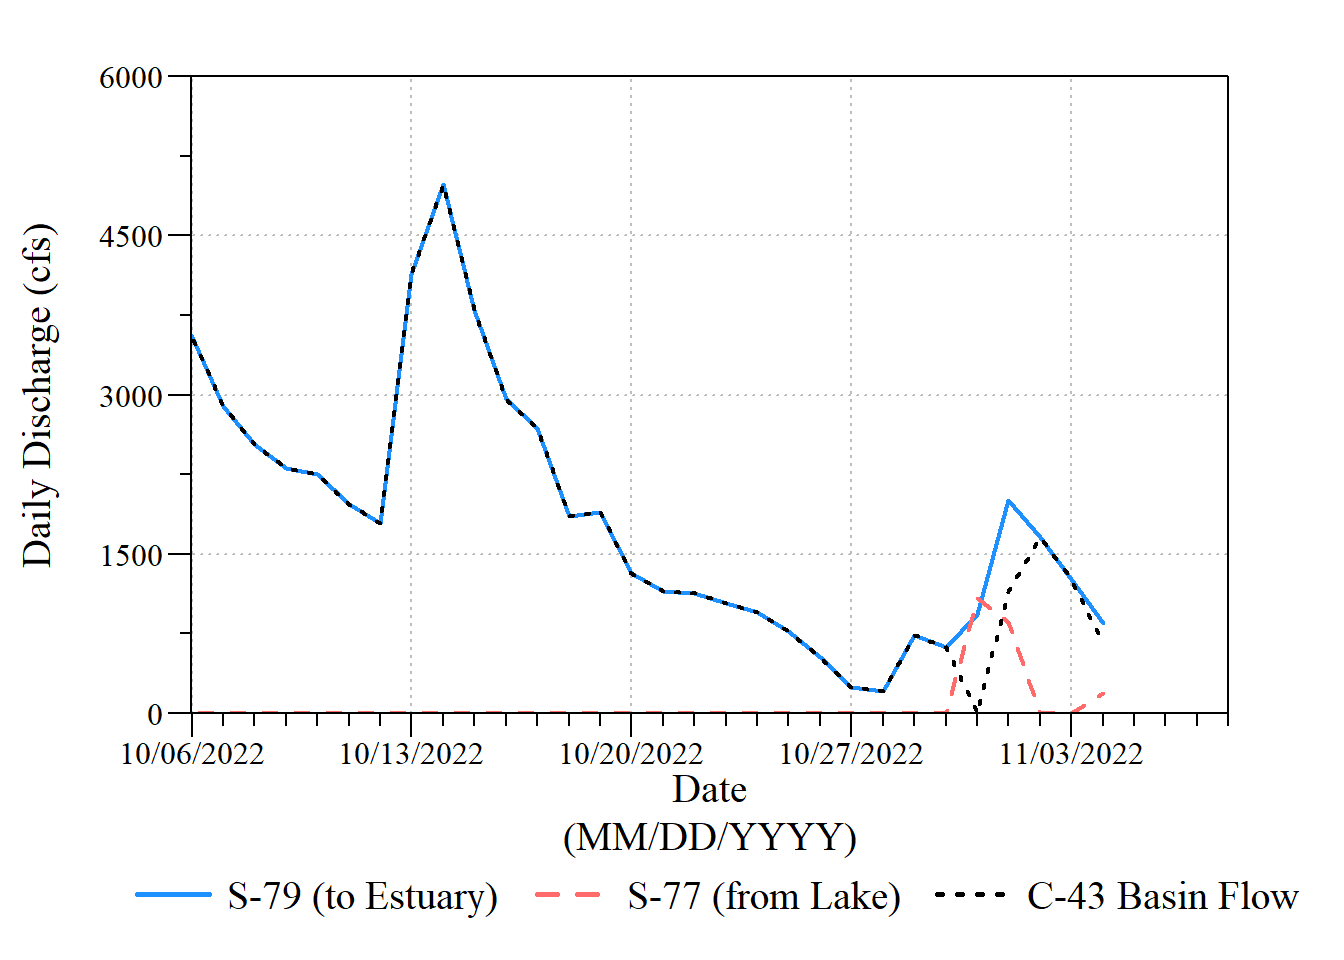 6000
4500
3000
1500
0
Daily Discharge (cfs)
10/06/2022 10/13/2022 10/20/2022 10/27/2022 11/03/2022
Date
(MM/DD/YYYY)
S-79 (to Estuary) S-77 (from Lake) C-43 Basin Flow